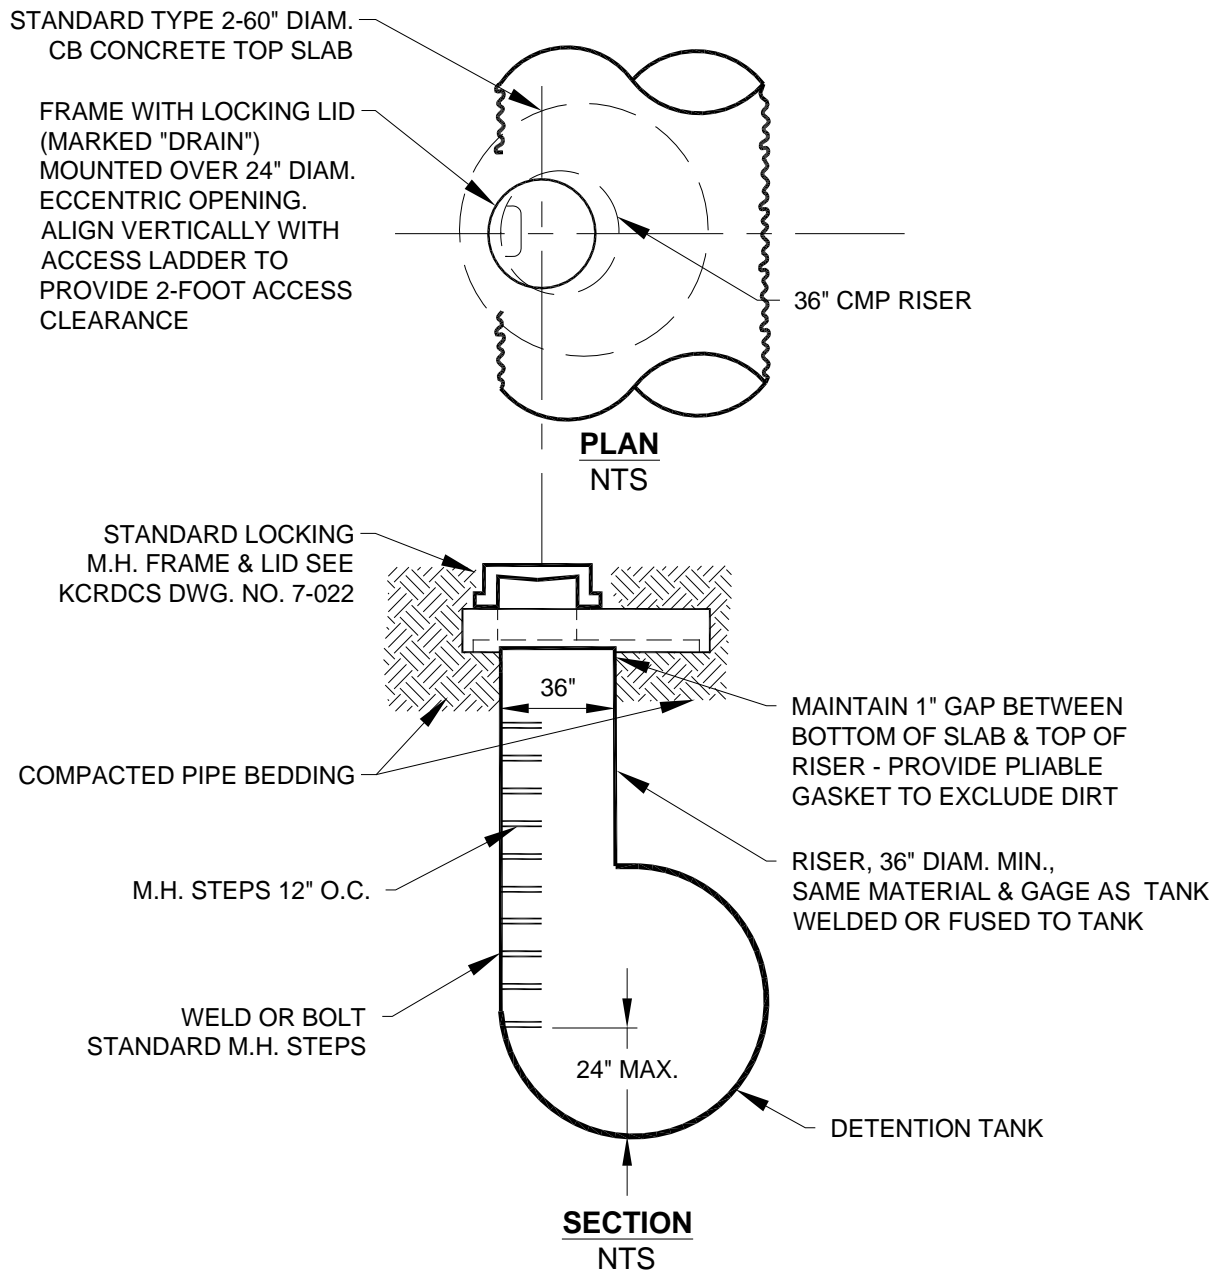 STANDARD TYPE 2-60" DIAM.
CB CONCRETE TOP SLAB
FRAME WITH LOCKING LID
(MARKED "DRAIN")
MOUNTED OVER 24" DIAM.
ECCENTRIC OPENING.
ALIGN VERTICALLY WITH
ACCESS LADDER TO
PROVIDE 2-FOOT ACCESS
CLEARANCE
36" CMP RISER
PLAN
NTS
STANDARD LOCKING
M.H. FRAME & LID SEE
KCRDCS DWG. NO. 7-022
36"
MAINTAIN 1" GAP BETWEEN
BOTTOM OF SLAB & TOP OF
RISER - PROVIDE PLIABLE
GASKET TO EXCLUDE DIRT
COMPACTED PIPE BEDDING
RISER, 36" DIAM. MIN.,
SAME MATERIAL & GAGE AS TANK
WELDED OR FUSED TO TANK
M.H. STEPS 12" O.C.
WELD OR BOLT
STANDARD M.H. STEPS
24" MAX.
DETENTION TANK
SECTION
NTS